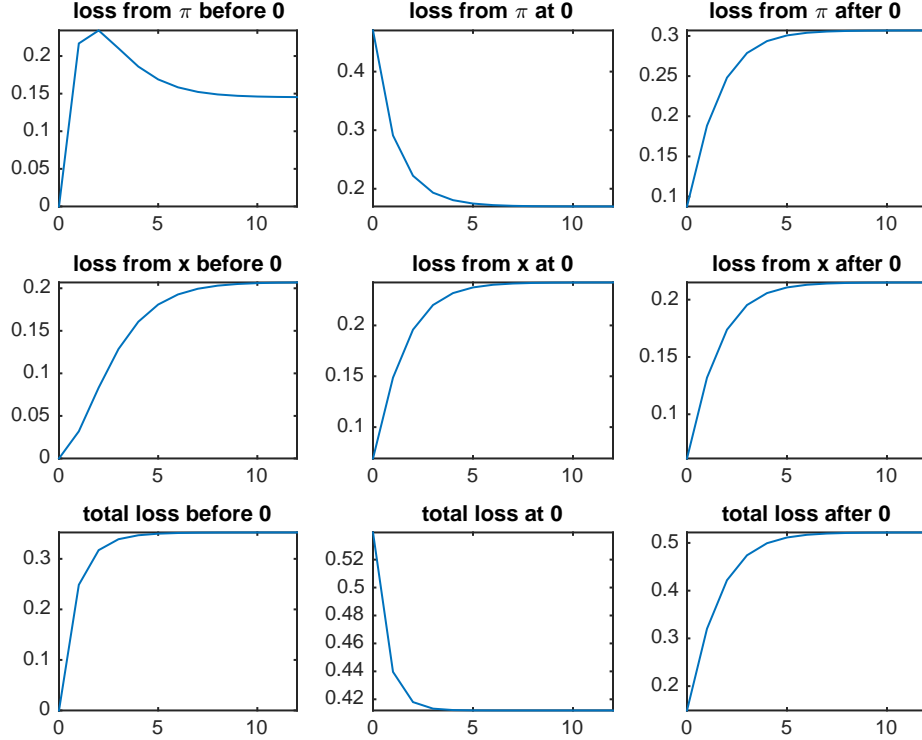 loss from π before 0
0.2
0.15
0.1
0.05
0
0 5 10
loss from π at 0
0.4
0.3
0.2
0 5 10
loss from π after 0
0.3
0.25
0.2
0.15
0.1
0 5 10
loss from x before 0
0.2
0.15
0.1
0.05
0
0 5 10
loss from x at 0
0.2
0.15
0.1
0 5 10
loss from x after 0
0.2
0.15
0.1
0 5 10
total loss before 0
0.3
0.2
0.1
0
0 5 10
total loss at 0
0.52
0.5
0.48
0.46
0.44
0.42
0 5 10
total loss after 0
0.5
0.4
0.3
0.2
0 5 10